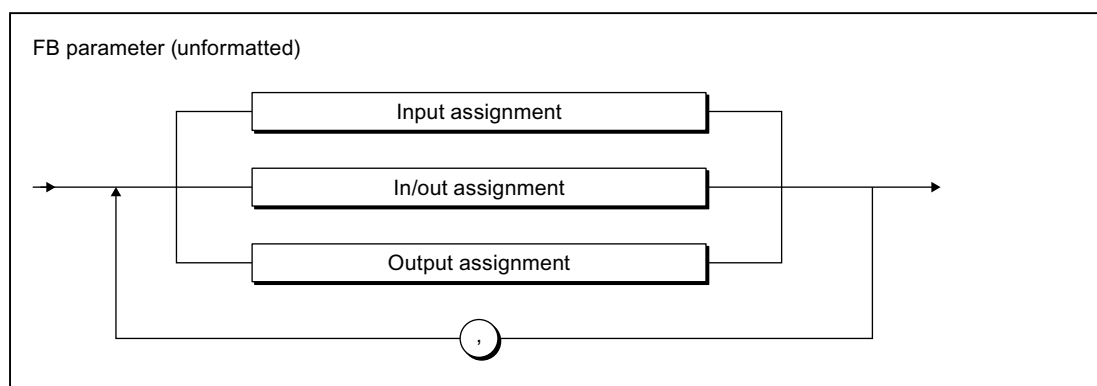 FB parameter (unformatted)
Input assignment
In/out assignment
Output assignment
,